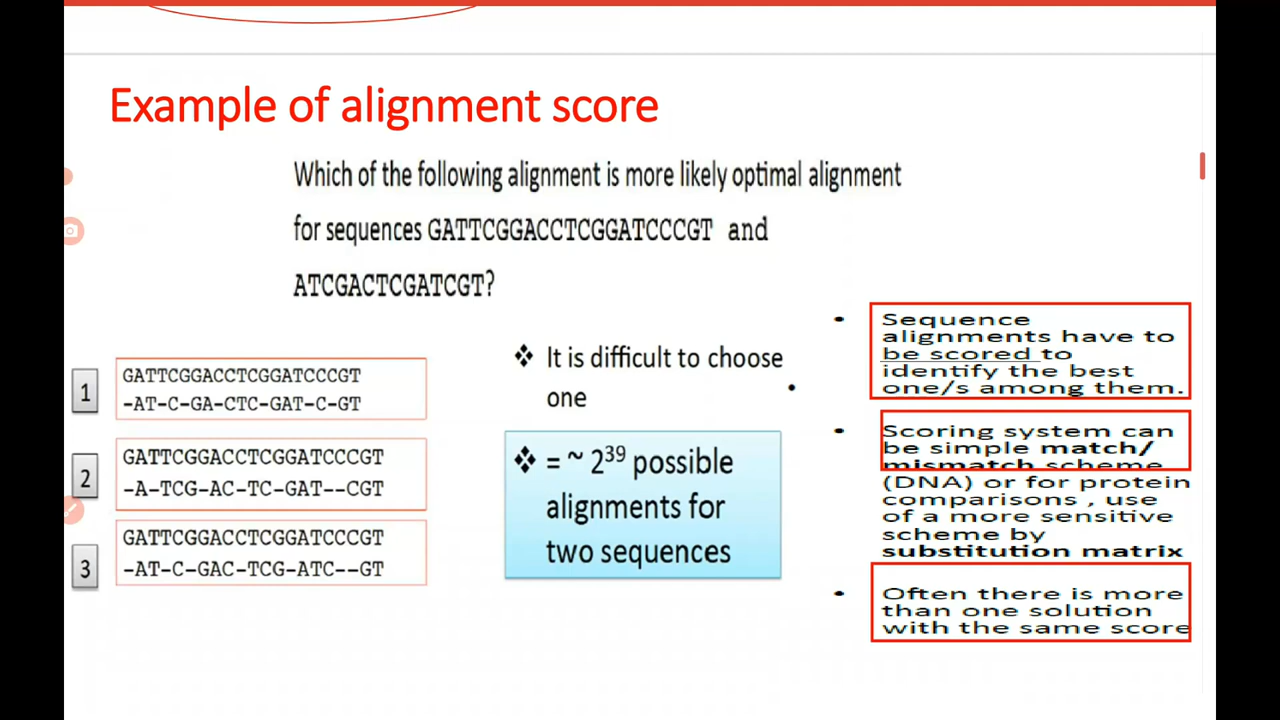 Example of alignment score
Which of the following alignment is more likely optimal alignment
for sequences GATTCGGACCTCGGATCCCGT and
ATCGACTCGATCGT?
1
GATTCGGACCTCGGATCCCGT
-AT-C-GA-CTC-GAT-C-GT
2
GATTCGGACCTCGGATCCCGT
-A-TCG-AC-TC-GAT--CGT
3
GATTCGGACCTCGGATCCCGT
-AT-C-GAC-TCG-ATC--GT
❖ It is difficult to choose
one
❖ = ~ 2³⁹ possible
alignments for
two sequences
•
• Sequence
alignments have to
be scored to
identify the best
one/s among them.
• Scoring system can
be simple match/
mismatch scheme
(DNA) or for protein
comparisons , use
of a more sensitive
scheme by
substitution matrix
• Often there is more
than one solution
with the same score